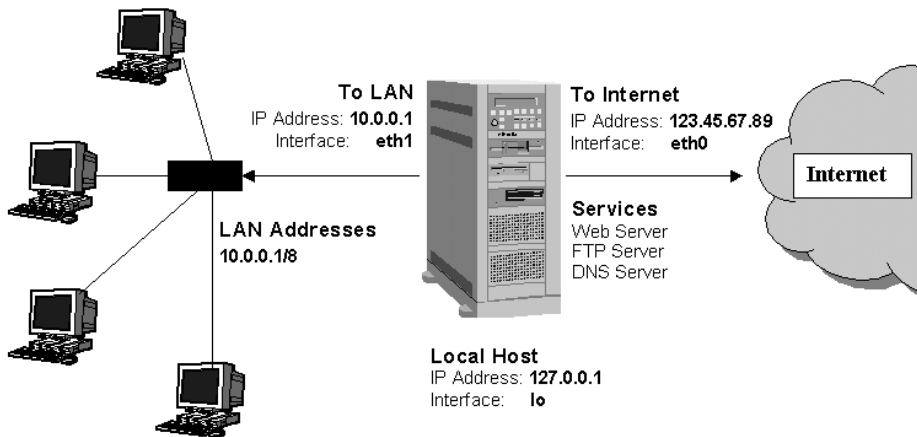 To LAN
IP Address: 10.0.0.1
Interface: eth1
To Internet
IP Address: 123.45.67.89
Interface: eth0
Internet
LAN Addresses
10.0.0.1/8
Services
Web Server
FTP Server
DNS Server
Local Host
IP Address: 127.0.0.1
Interface: lo